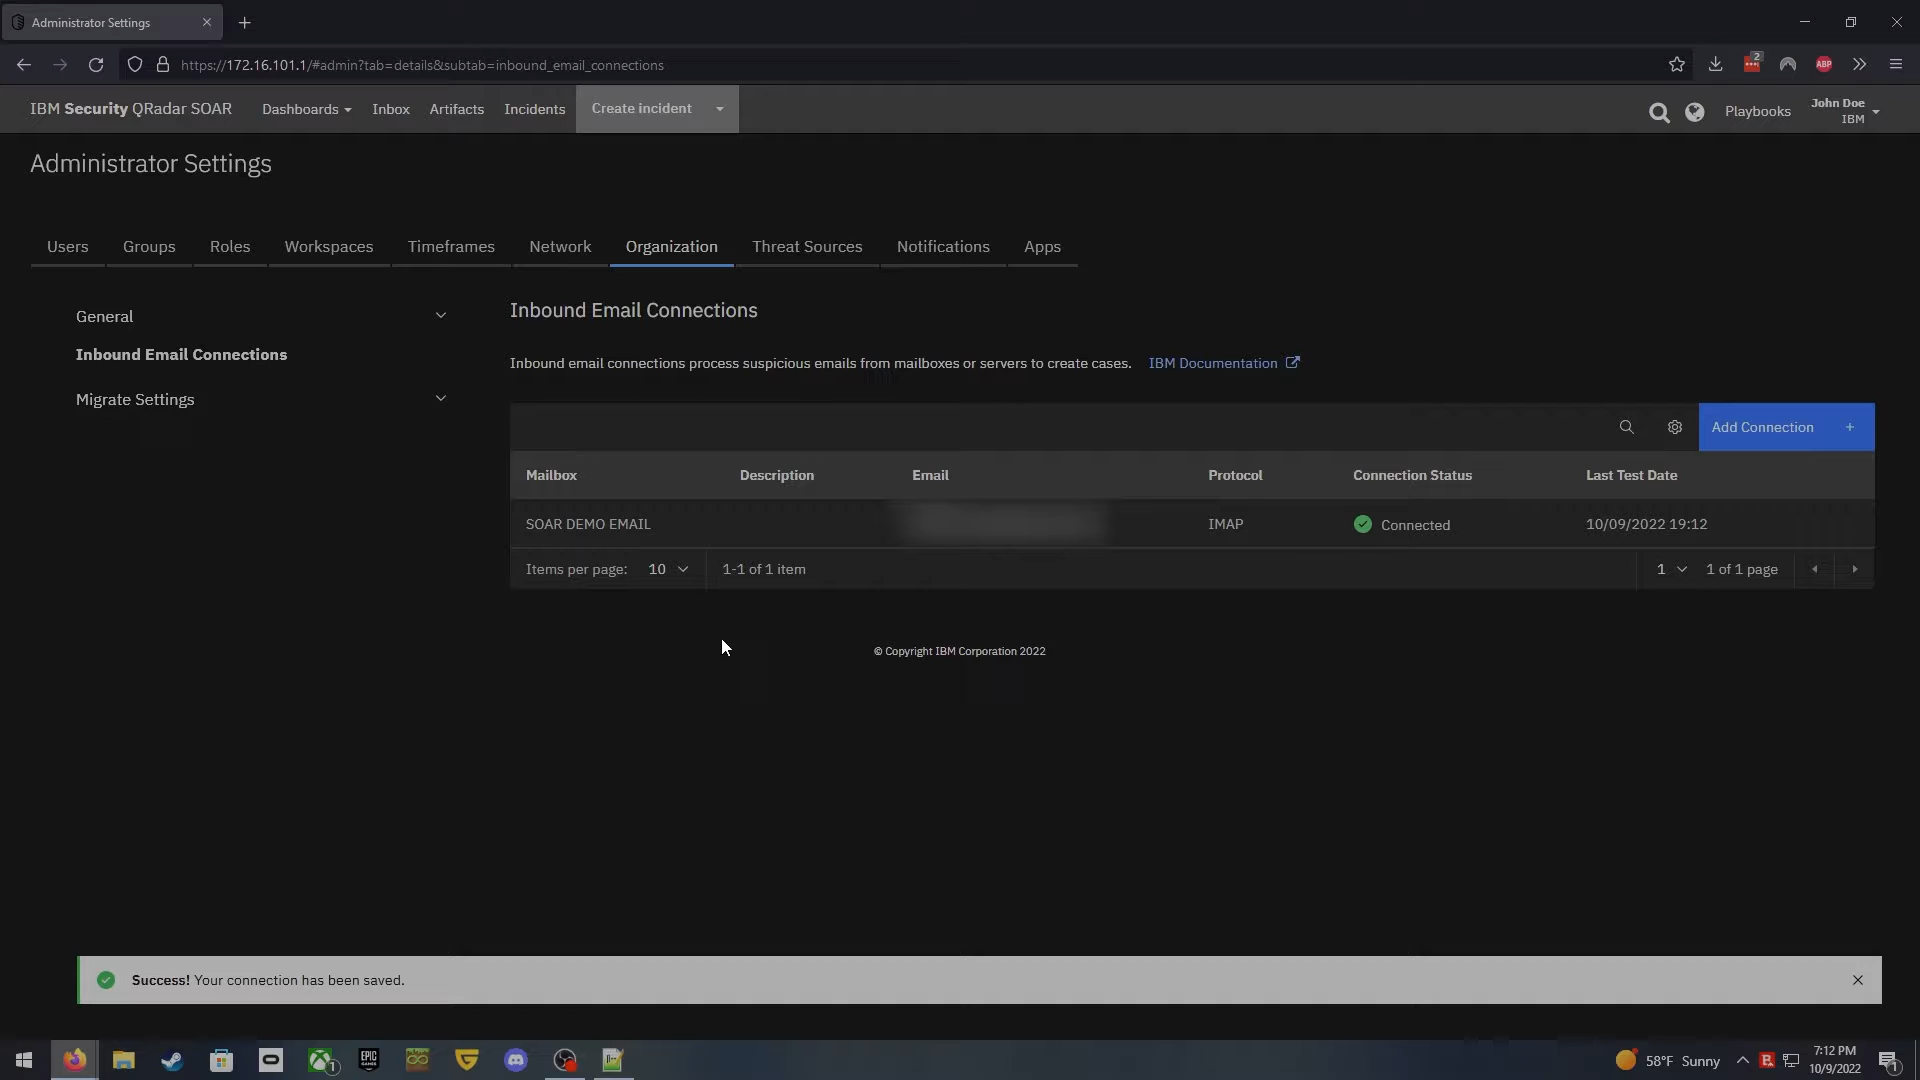 Administrator Settings
https://172.16.101.1/#admin?tab=details&subtab=inbound_email_connections
2
ABP
IBM Security QRadar SOAR Dashboards Inbox Artifacts Incidents Create incident Playbooks John Doe
IBM
Administrator Settings
Users Groups Roles Workspaces Timeframes Network Organization Threat Sources Notifications Apps
General
Inbound Email Connections
Migrate Settings
Inbound Email Connections
Inbound email connections process suspicious emails from mailboxes or servers to create cases. IBM Documentation
Add Connection +
Mailbox Description Email Protocol Connection Status Last Test Date
SOAR DEMO EMAIL IMAP Connected 10/09/2022 19:12
Items per page: 10 1-1 of 1 item 1 1 of 1 page
© Copyright IBM Corporation 2022
Success! Your connection has been saved.
1
EPIC
GAMES
58°F Sunny
B
7:12 PM
10/9/2022
1